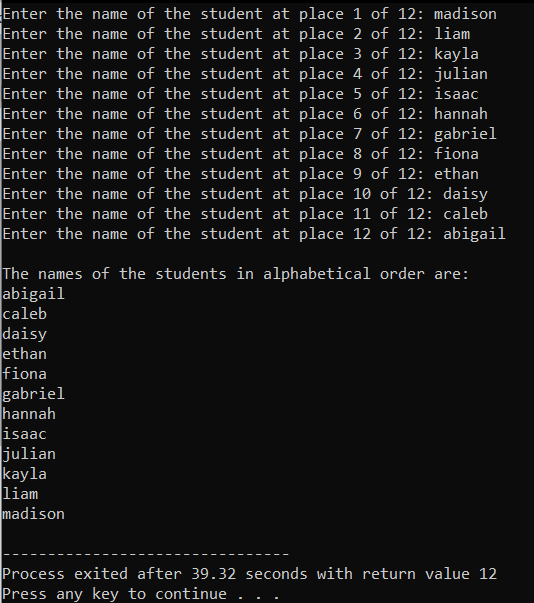 Enter the name of the student at place 1 of 12: madison
Enter the name of the student at place 2 of 12: liam
Enter the name of the student at place 3 of 12: kayla
Enter the name of the student at place 4 of 12: julian
Enter the name of the student at place 5 of 12: isaac
Enter the name of the student at place 6 of 12: hannah
Enter the name of the student at place 7 of 12: gabriel
Enter the name of the student at place 8 of 12: fiona
Enter the name of the student at place 9 of 12: ethan
Enter the name of the student at place 10 of 12: daisy
Enter the name of the student at place 11 of 12: caleb
Enter the name of the student at place 12 of 12: abigail
The names of the students in alphabetical order are:
abigail
caleb
daisy
ethan
fiona
gabriel
hannah
isaac
julian
kayla
liam
madison
--------------------------------
Process exited after 39.32 seconds with return value 12
Press any key to continue . . .